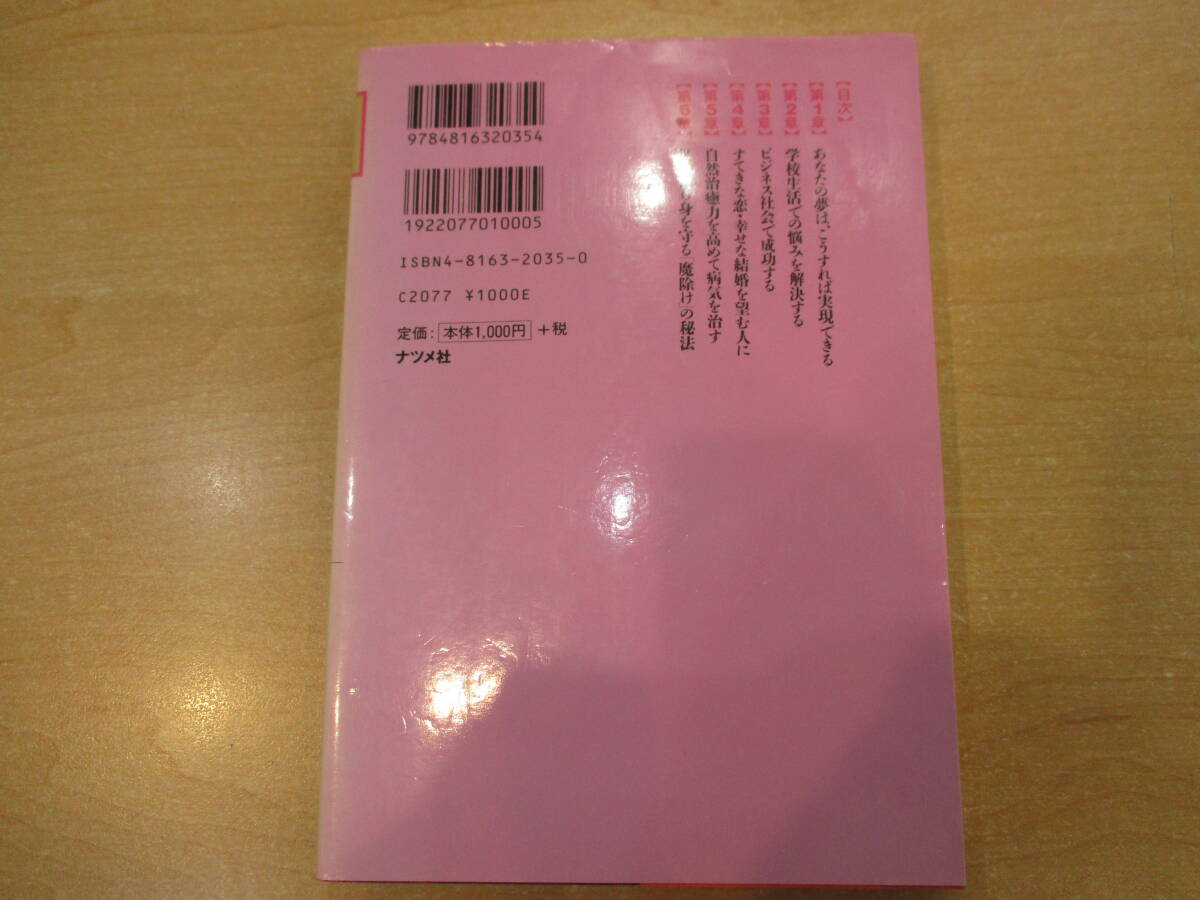 【目次】
【第1章】 あなたの夢は、こうすれば実現できる
【第2章】 学校生活での悩みを解決する
【第3章】 ビジネス社会で成功する
【第4章】 すてきな恋・幸せな結婚を望む人に
【第5章】 自然治癒力を高めて病気を治す
【第6章】 身を守る「魔除け」の秘法
9784816320354
1922077010005
ISBN4-8163-2035-0
C2077 ¥1000E
定価: 本体1,000円 +税
ナツメ社